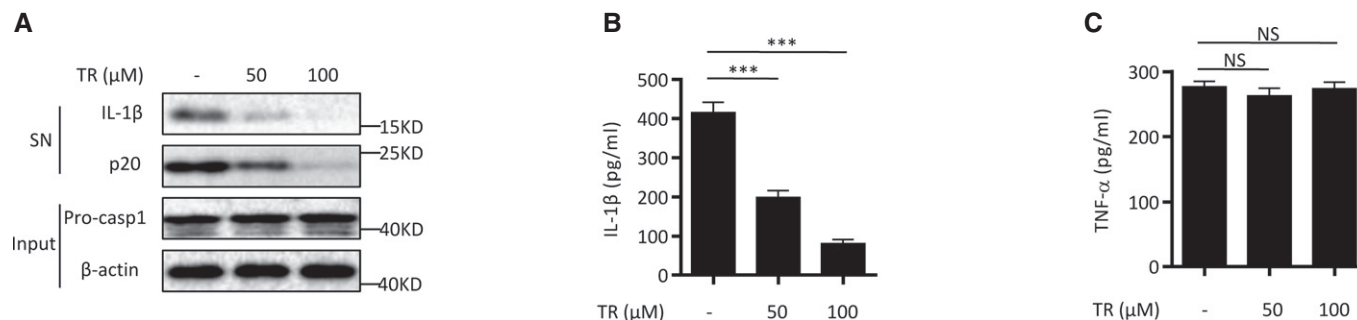 A
TR (μM) - 50 100
SN
IL-1β
15KD
25KD
p20
Input
Pro-casp1
40KD
β-actin
40KD
B
***
***
IL-1β (pg/ml)
500
400
300
200
100
0
TR (μM) - 50 100
C
NS
NS
TNF-α (pg/ml)
300
200
100
0
TR (μM) - 50 100